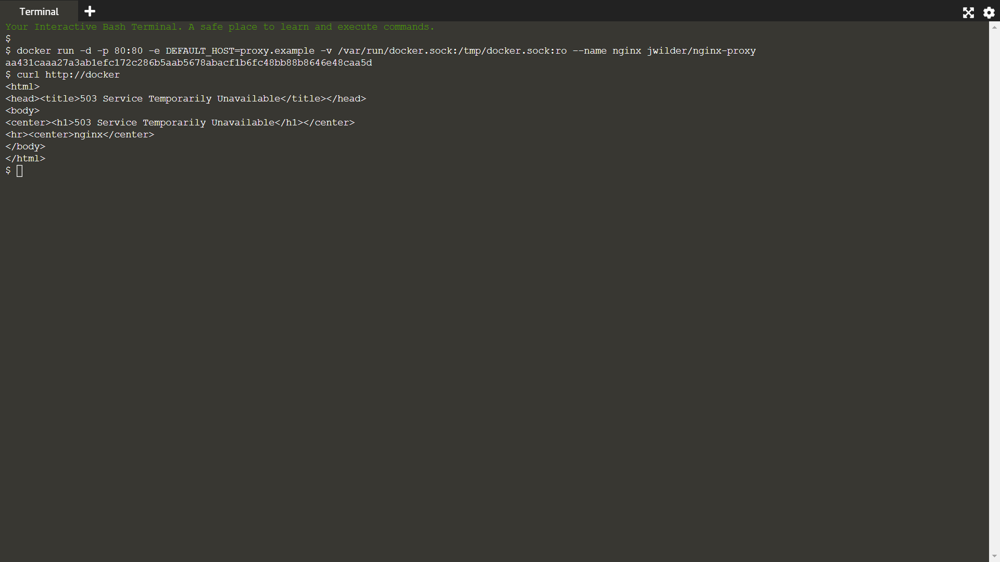 Terminal
Your Interactive Bash Terminal. A safe place to learn and execute commands.
$
$ docker run -d -p 80:80 -e DEFAULT_HOST=proxy.example -v /var/run/docker.sock:/tmp/docker.sock:ro --name nginx jwilder/nginx-proxy
aa431caaa27a3ab1efc172c286b5aab5678abacf1b6fc48bb88b8646e48caa5d
$ curl http://docker
<html>
<head><title>503 Service Temporarily Unavailable</title></head>
<body>
<center><h1>503 Service Temporarily Unavailable</h1></center>
<hr><center>nginx</center>
</body>
</html>
$